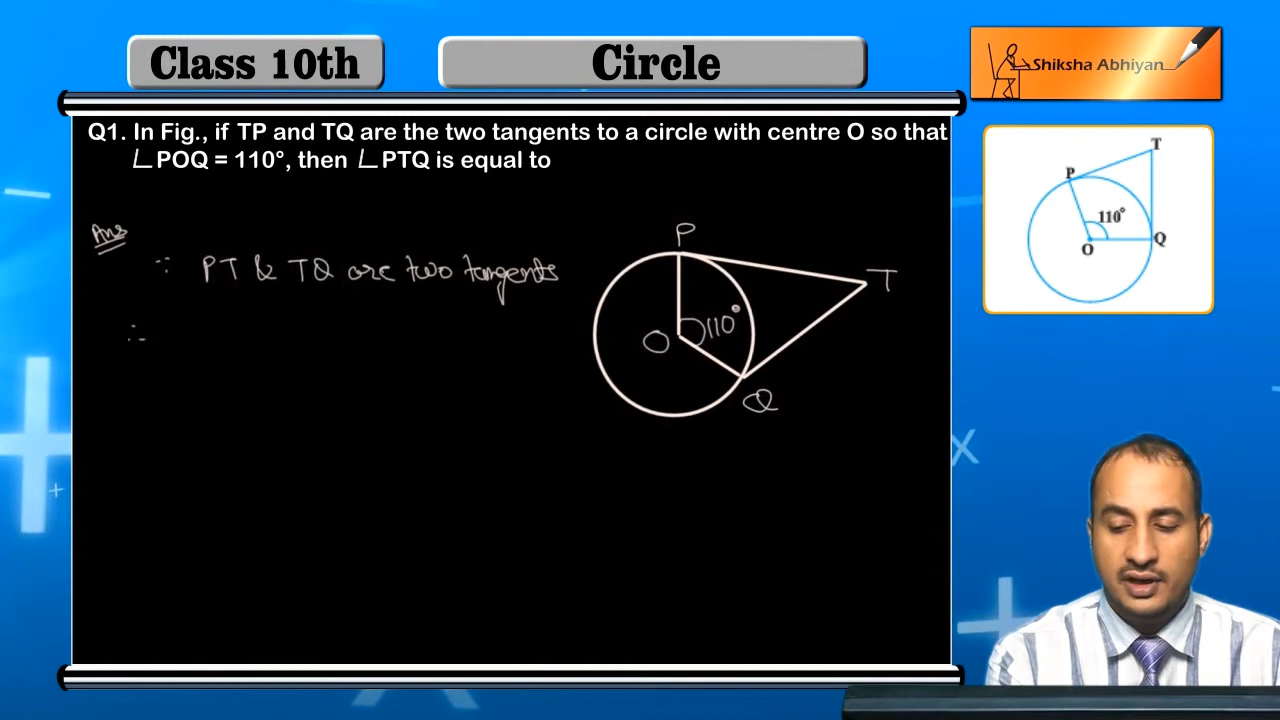 Class 10th
Circle
Shiksha Abhiyan
Q1. In Fig., if TP and TQ are the two tangents to a circle with centre O so that
∟POQ = 110°, then ∟PTQ is equal to
Ans
∵ PT & TQ are two tangents
∴
P
T
O
110°
Q
T
P
110°
O
Q